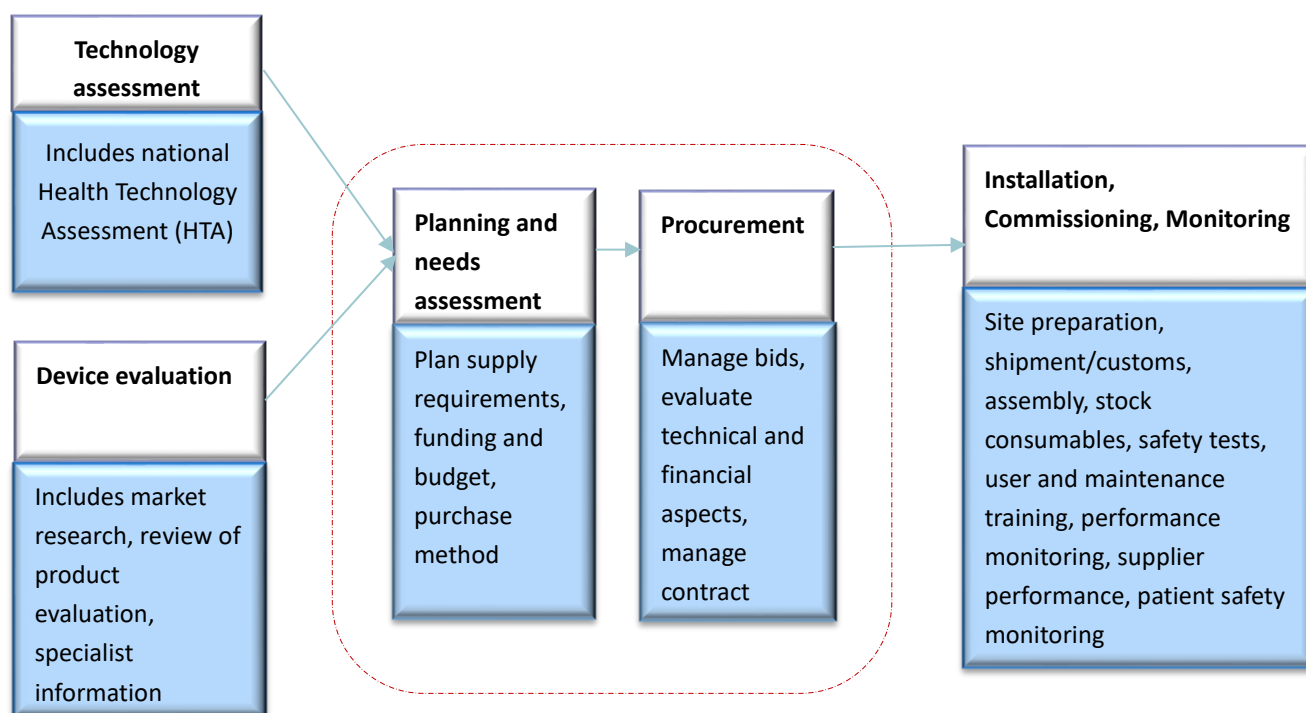 Technology
assessment
Includes national
Health Technology
Assessment (HTA)
Device evaluation
Includes market
research, review of
product
evaluation,
specialist
information
Planning and
needs
assessment
Plan supply
requirements,
funding and
budget,
purchase
method
Procurement
Manage bids,
evaluate
technical and
financial
aspects,
manage
contract
Installation,
Commissioning, Monitoring
Site preparation,
shipment/customs,
assembly, stock
consumables, safety tests,
user and maintenance
training, performance
monitoring, supplier
performance, patient safety
monitoring